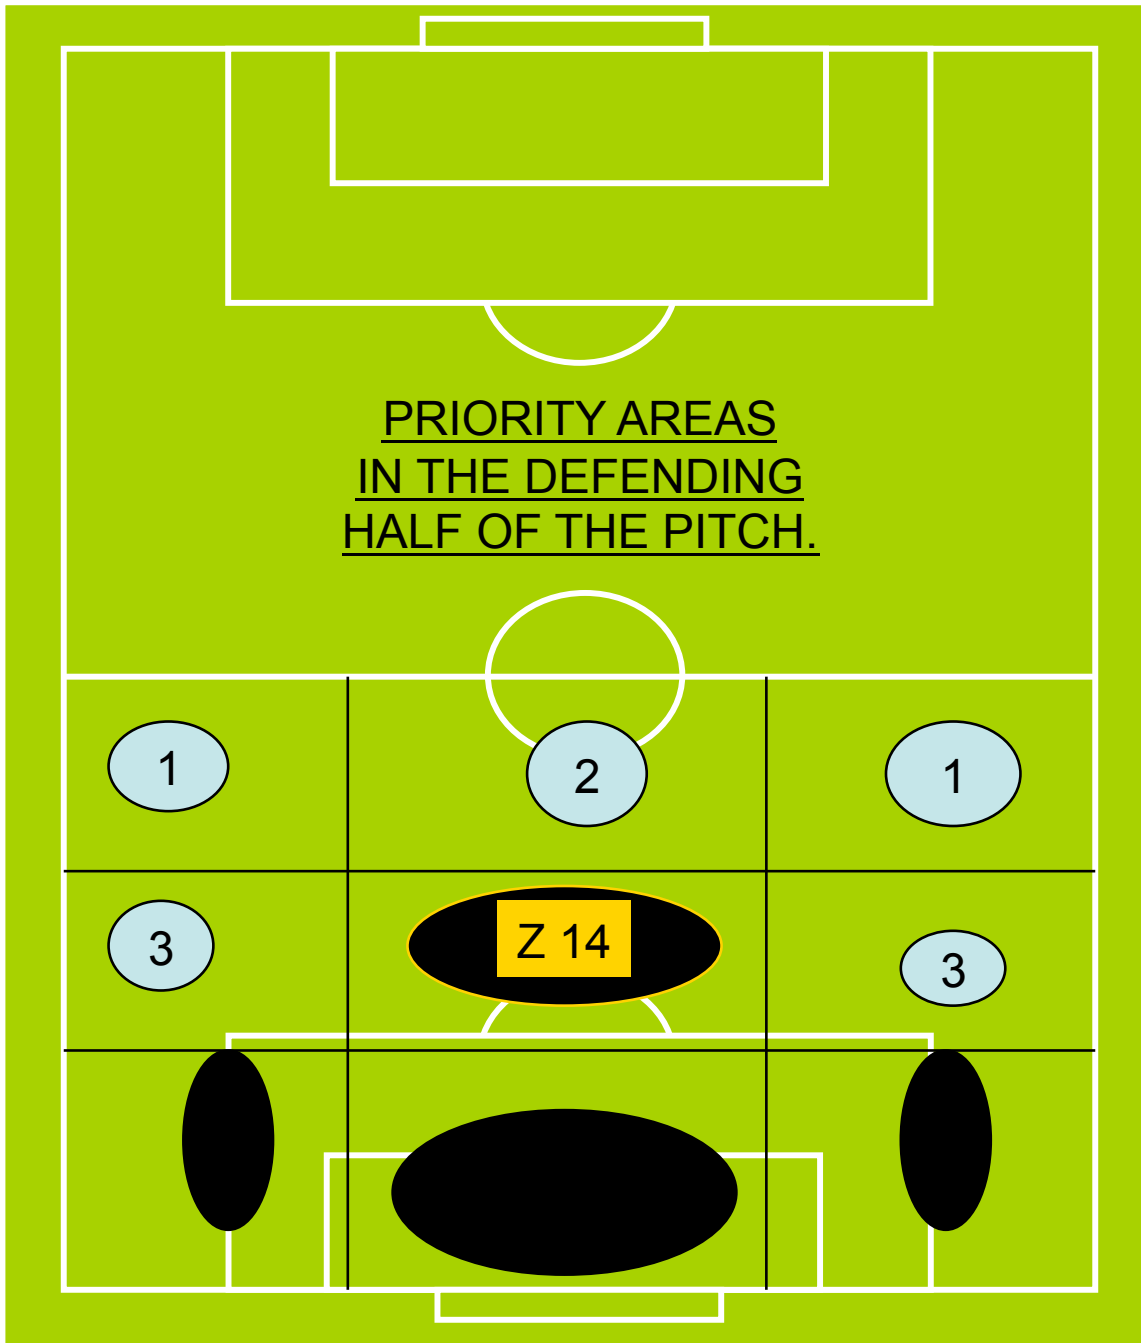 PRIORITY AREAS
IN THE DEFENDING
HALF OF THE PITCH.
1 2 1
3 Z 14 3